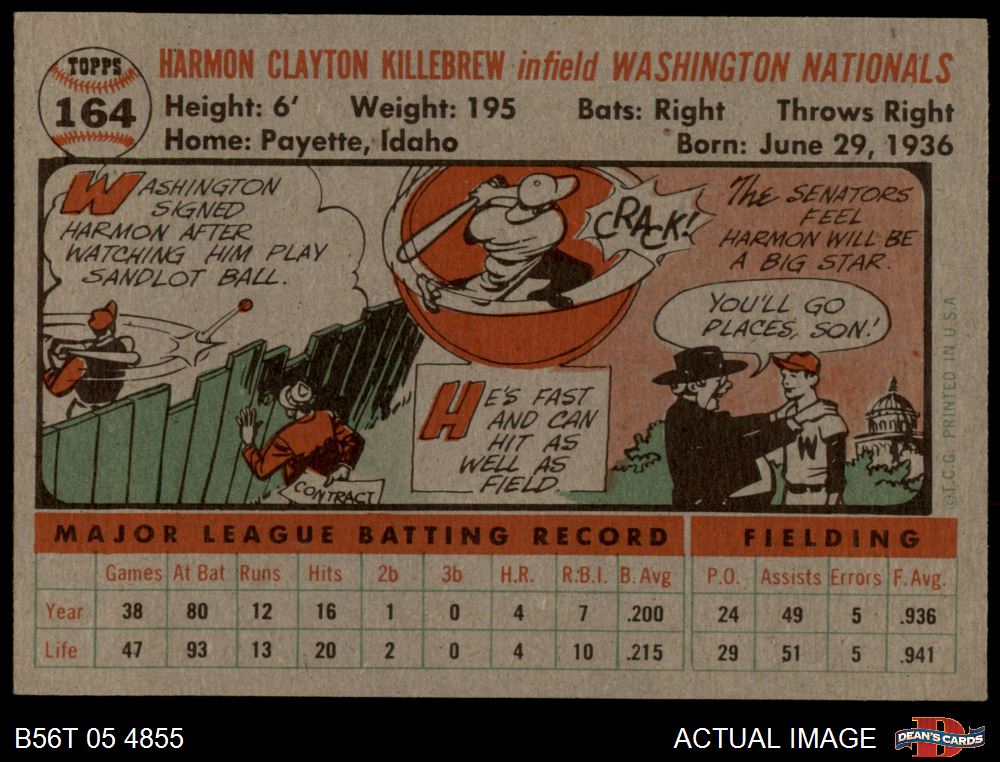 TOPPS
164
HARMON CLAYTON KILLEBREW infield WASHINGTON NATIONALS
Height: 6' Weight: 195 Bats: Right Throws Right
Home: Payette, Idaho Born: June 29, 1936
WASHINGTON
SIGNED
HARMON AFTER
WATCHING HIM PLAY
SANDLOT BALL.
CONTRACT
CRACK!
HE'S FAST
AND CAN
HIT AS
WELL AS
FIELD.
The SENATORS
FEEL
HARMON WILL BE
A BIG STAR.
YOU'LL GO
PLACES, SON!
W
©T.C.G. PRINTED IN U.S.A.
MAJOR LEAGUE BATTING RECORD FIELDING
Games At Bat Runs Hits 2b 3b H.R. R.B.I. B. Avg P.O. Assists Errors F. Avg.
Year 38 80 12 16 1 0 4 7 .200 24 49 5 .936
Life 47 93 13 20 2 0 4 10 .215 29 51 5 .941
B56T 05 4855 ACTUAL IMAGE
D
DEAN'S CARDS